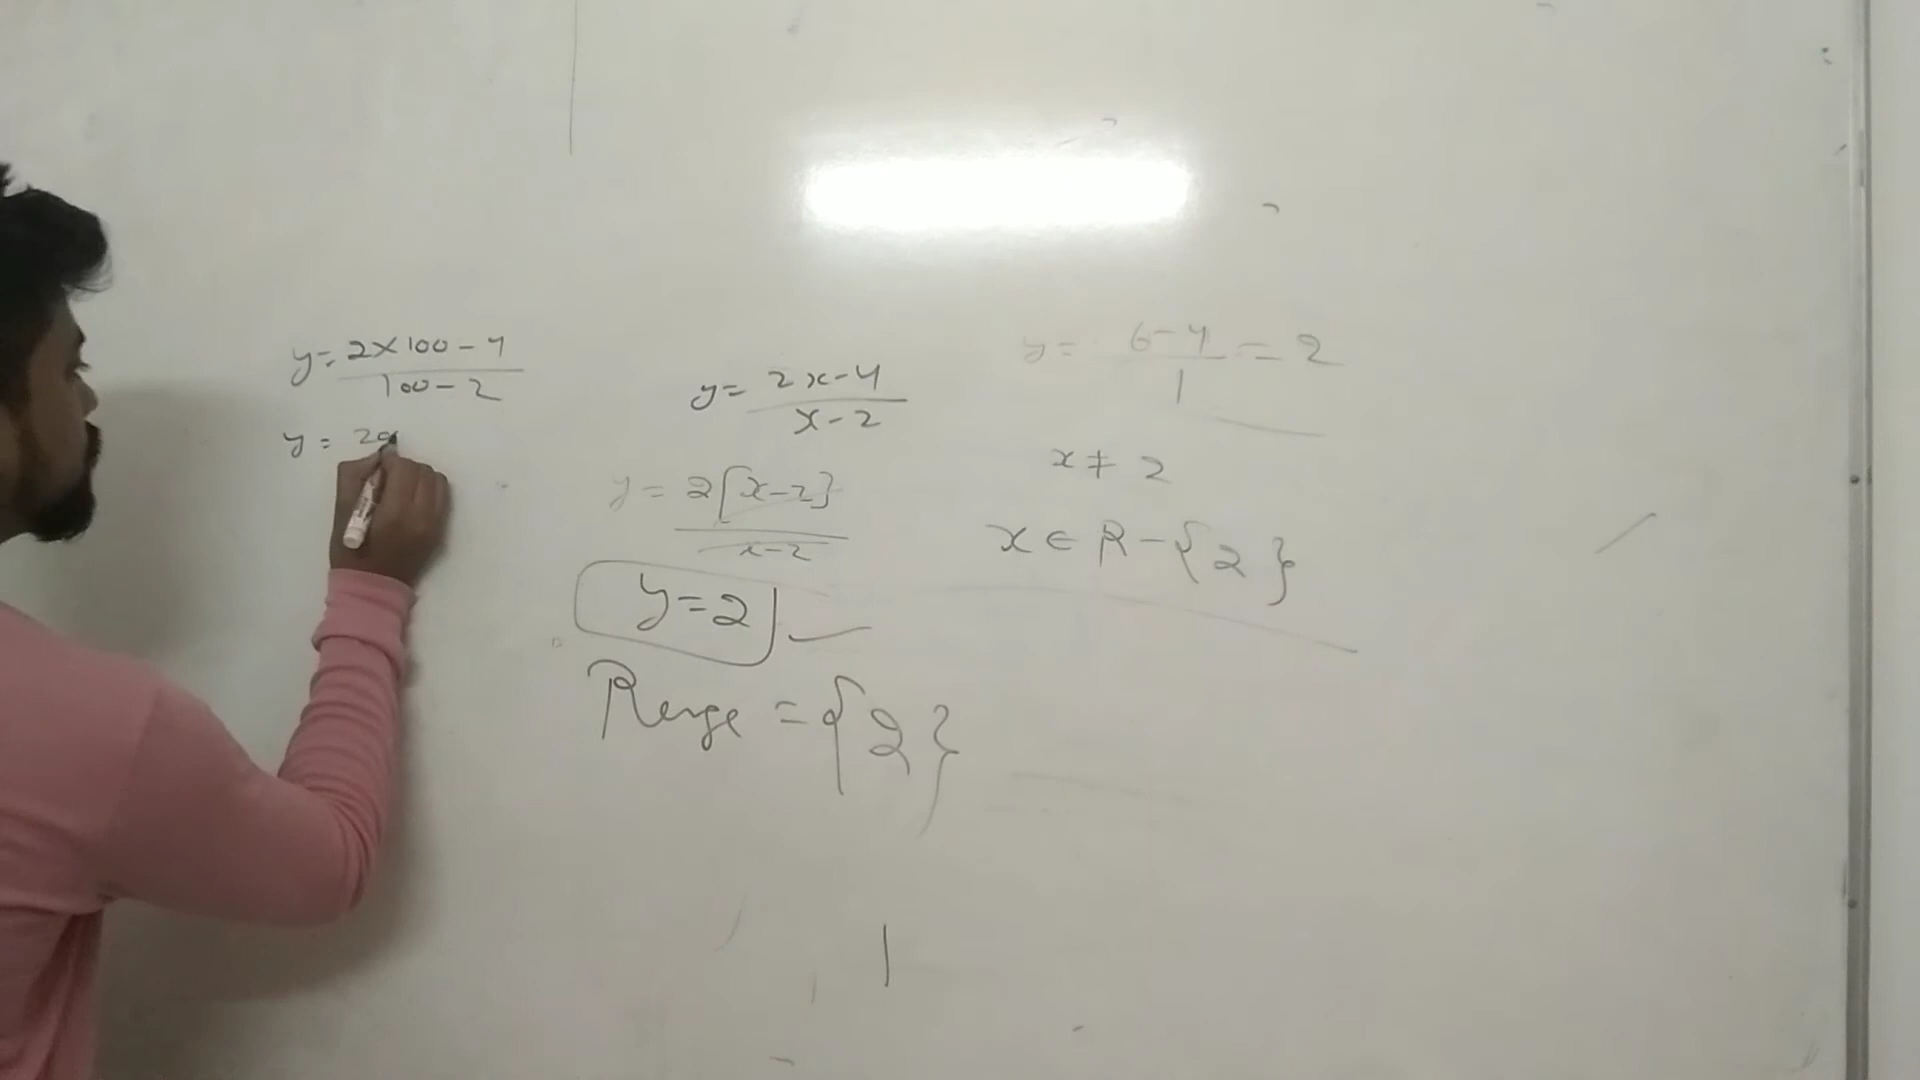 y = 2×100-4 / 100-2
y = 20
y = 2x-4 / x-2
y = 2[x-2} / x-2
y=2
Range = {2}
y = 6-4 / 1 = 2
x ≠ 2
x ∈ R - {2}